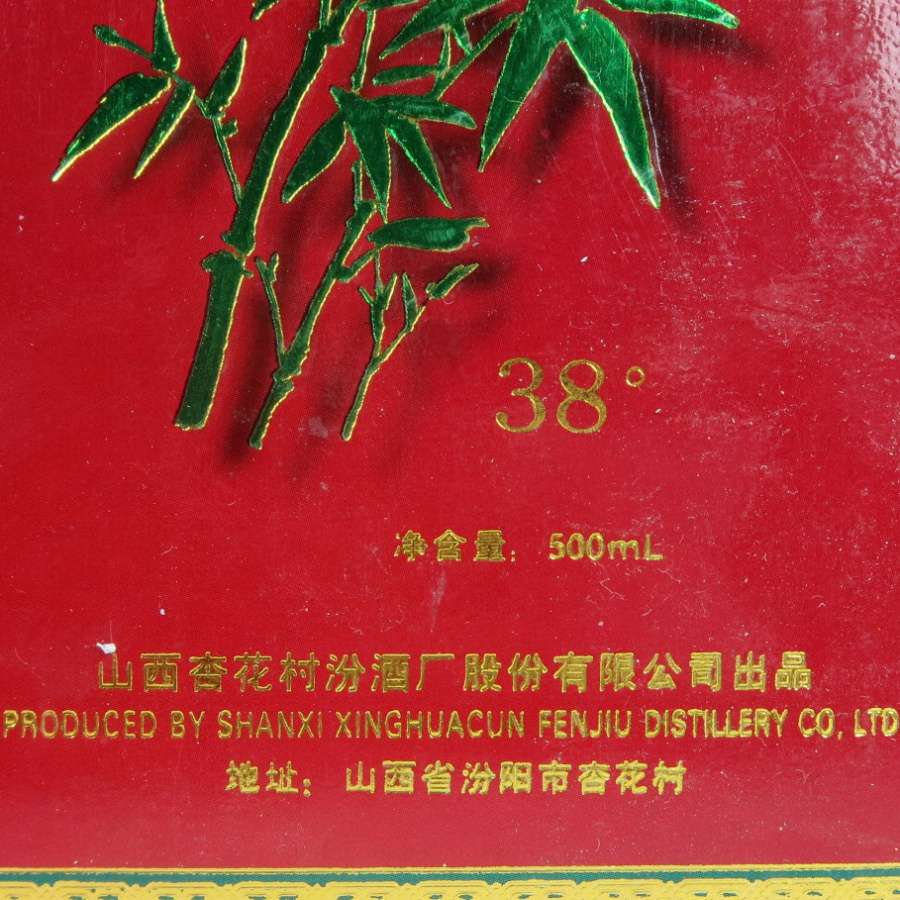 38°
净含量：500mL
山西杏花村汾酒厂股份有限公司出品
PRODUCED BY SHANXI XINGHUACUN FENJIU DISTILLERY CO, LTD
地址：山西省汾阳市杏花村